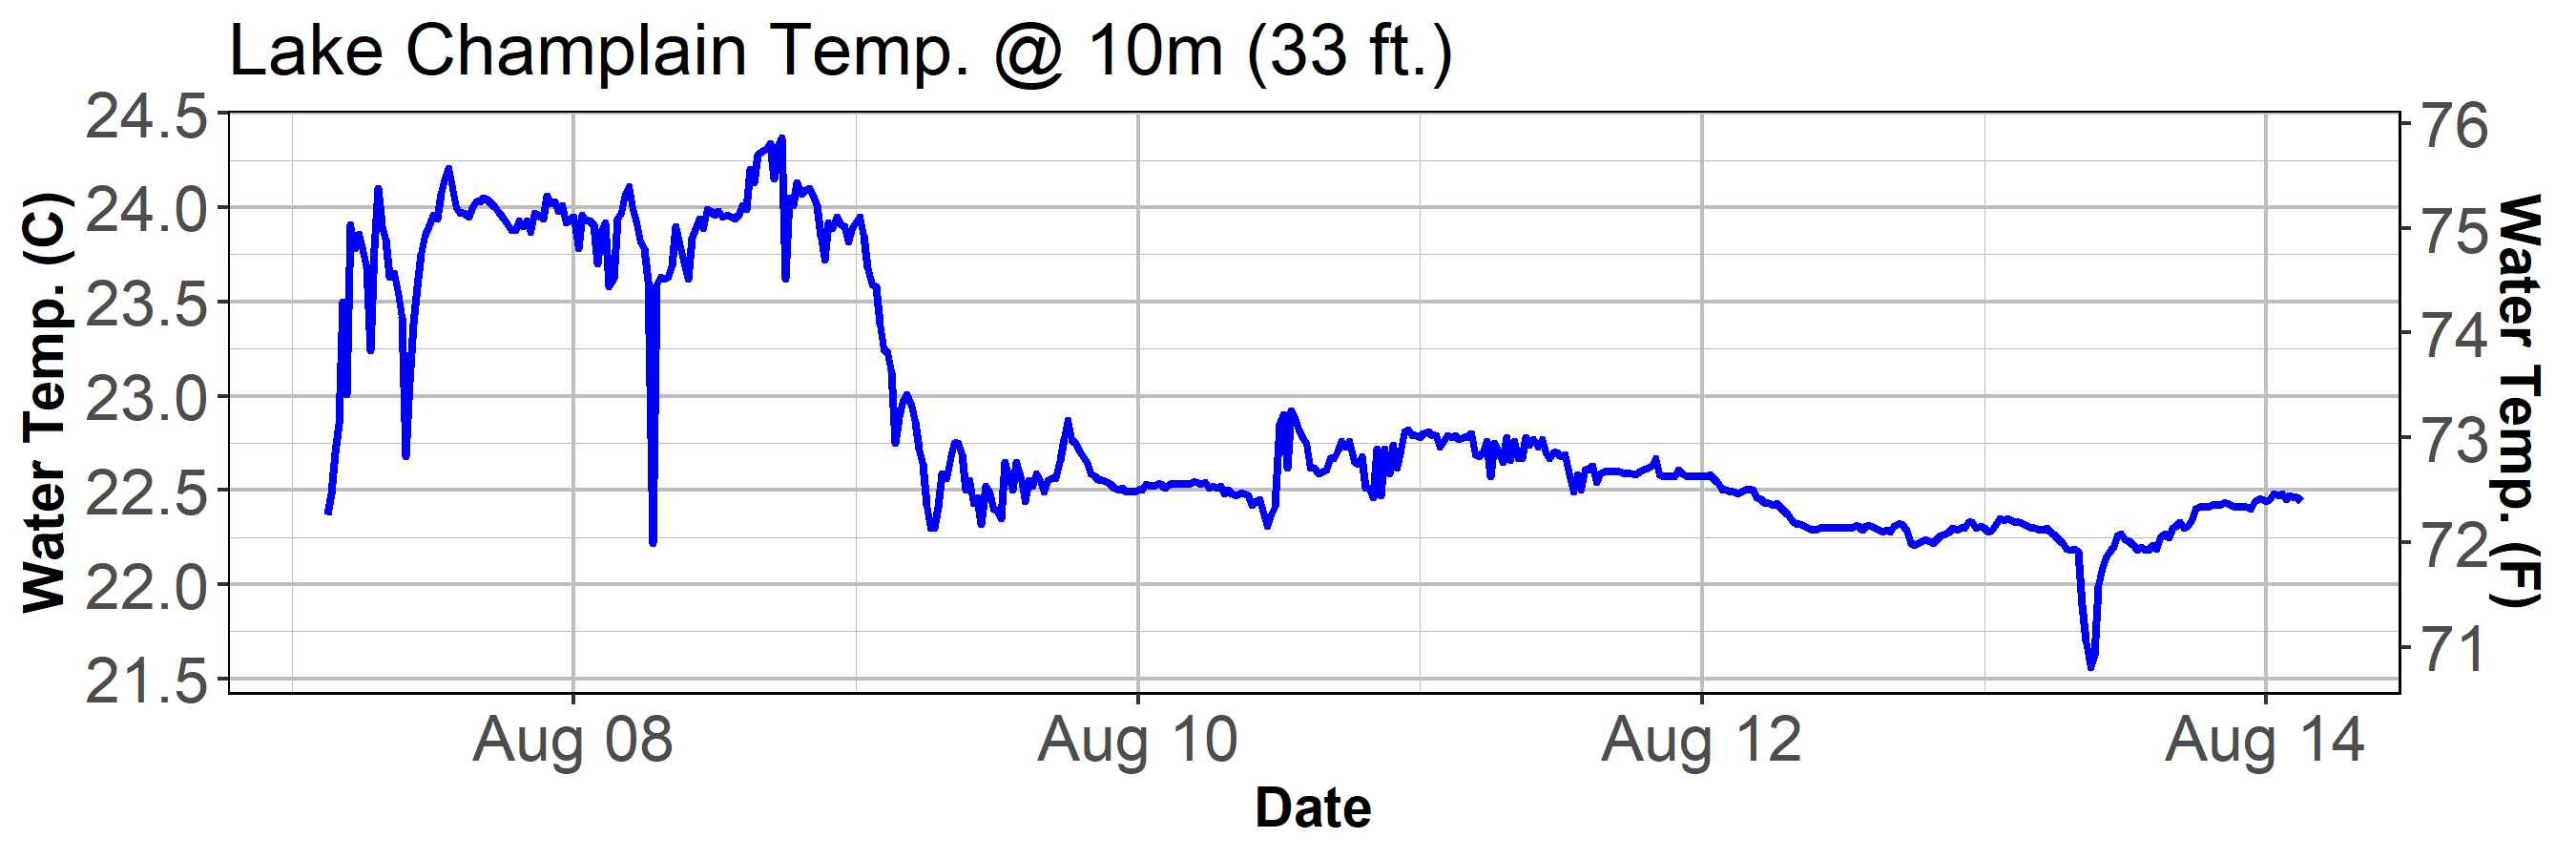 Lake Champlain Temp. @ 10m (33 ft.)
Water Temp. (C)
24.5
24.0
23.5
23.0
22.5
22.0
21.5
76
75
74
73
72
71
Water Temp. (F)
Aug 08
Aug 10
Aug 12
Aug 14
Date